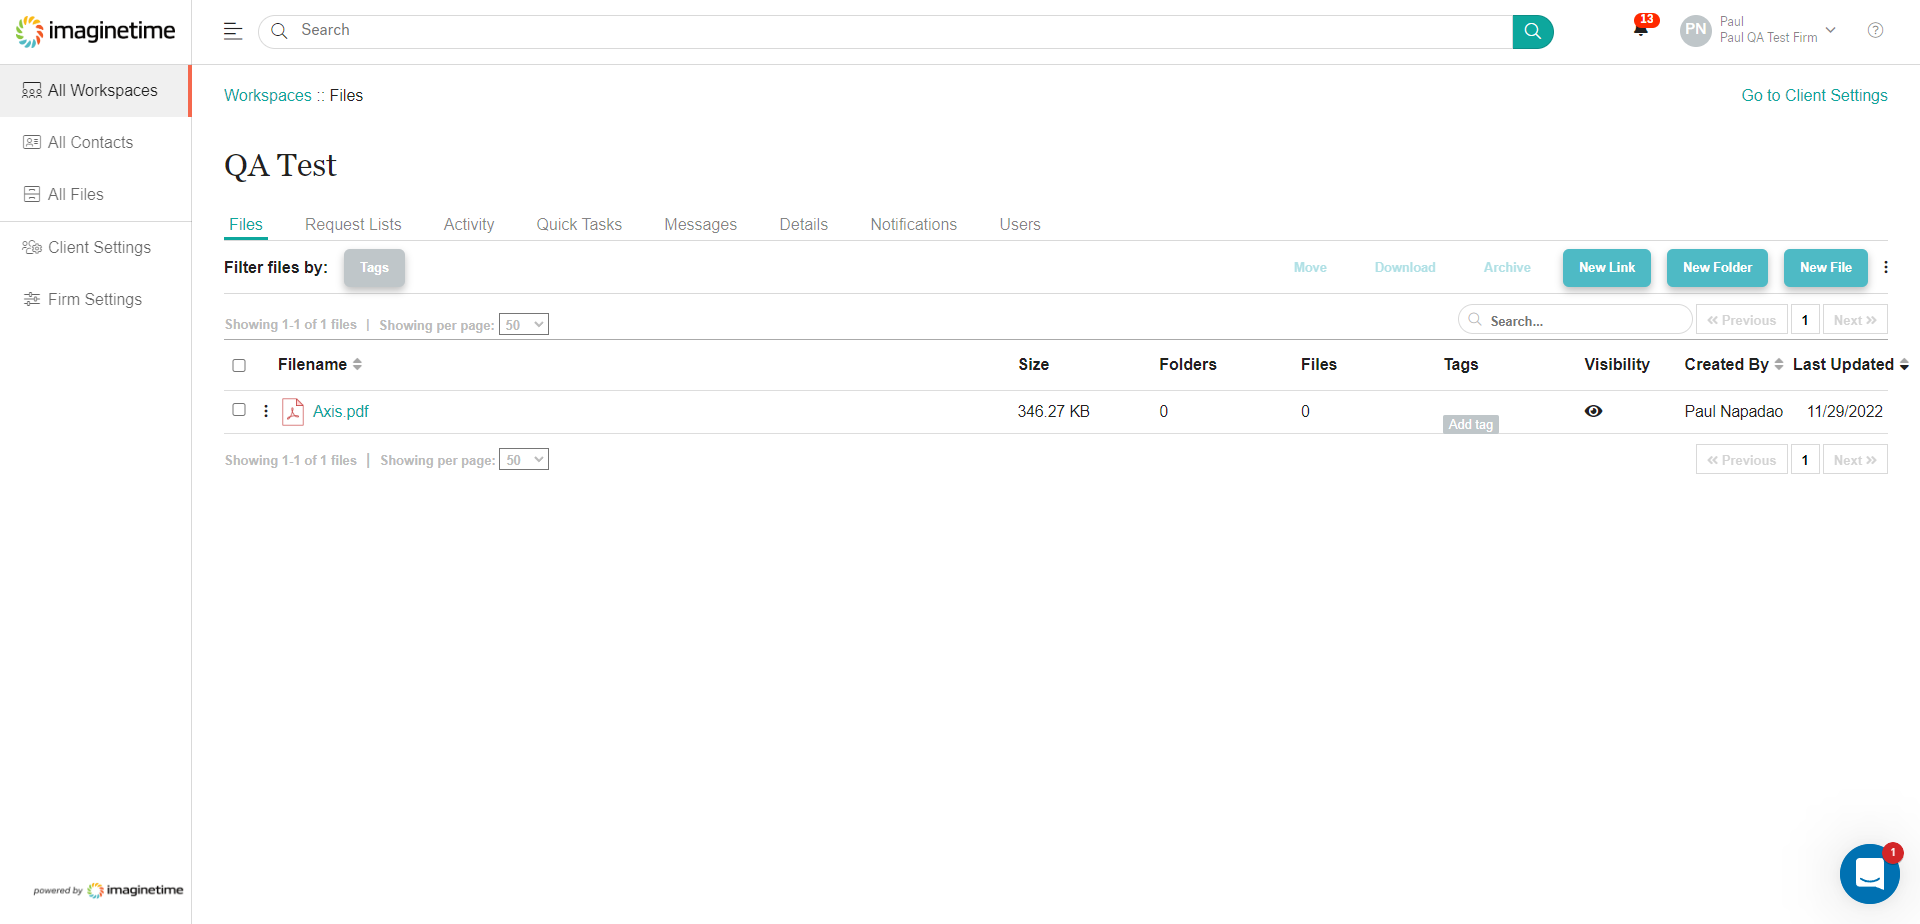 imaginetime
Search
13
PN
Paul
Paul QA Test Firm
All Workspaces
All Contacts
All Files
Client Settings
Firm Settings
Workspaces :: Files
Go to Client Settings
QA Test
Files Request Lists Activity Quick Tasks Messages Details Notifications Users
Filter files by: Tags Move Download Archive New Link New Folder New File
Showing 1-1 of 1 files | Showing per page: 50 Search... « Previous 1 Next »
Filename Size Folders Files Tags Visibility Created By Last Updated
Axis.pdf 346.27 KB 0 0 Add tag Paul Napadao 11/29/2022
Showing 1-1 of 1 files | Showing per page: 50 « Previous 1 Next »
powered by imaginetime
1